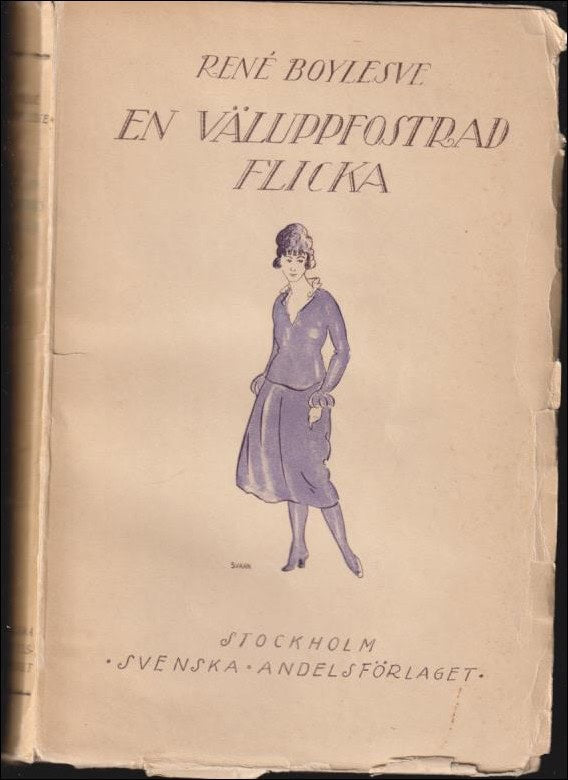 RENÉ BOYLESVE
EN VÄLUPPFOSTRAD
FLICKA
STOCKHOLM
·SVENSKA·ANDELSFÖRLAGET·